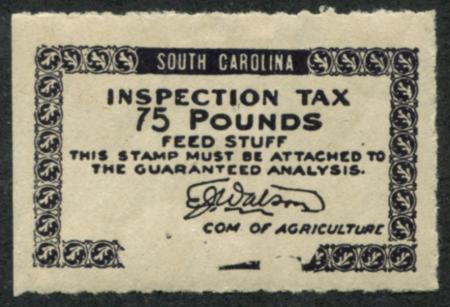 SOUTH CAROLINA
INSPECTION TAX
75 POUNDS
FEED STUFF
THIS STAMP MUST BE ATTACHED TO
THE GUARANTEED ANALYSIS.
E J Watson
COM OF AGRICULTURE